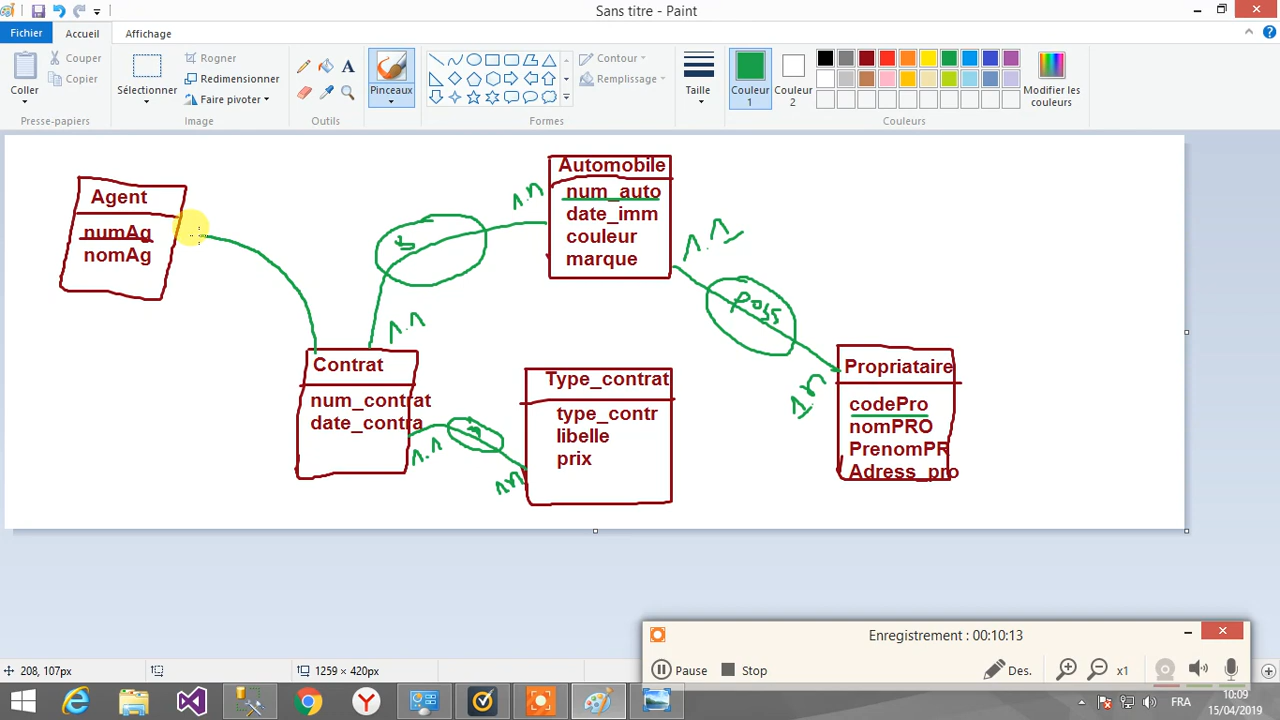 Sans titre - Paint
Fichier
Accueil
Affichage
Coller
Couper
Copier
Presse-papiers
Sélectionner
Rogner
Redimensionner
Faire pivoter
Image
A
Outils
Pinceaux
Contour
Remplissage
Formes
Taille
Couleur
1
Couleur
2
Modifier les
couleurs
Couleurs
Agent
numAg
nomAg
Automobile
num_auto
date_imm
couleur
marque
1.n
1.1
poss
1.n
Contrat
num_contrat
date_contra
1.1
1.1
1n
Type_contrat
type_contr
libelle
prix
Propriataire
codePro
nomPRO
PrenomPR
Adress_pro
Enregistrement : 00:10:13
Pause
Stop
Des.
x1
208, 107px
1259 × 420px
FRA
10:09
15/04/2019